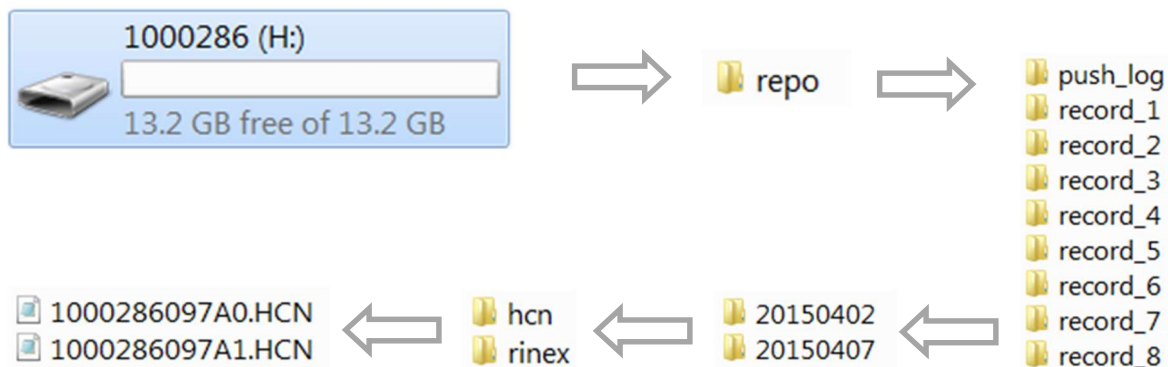 1000286 (H:)
13.2 GB free of 13.2 GB
repo
push_log
record_1
record_2
record_3
record_4
record_5
record_6
record_7
record_8
20150402
20150407
hcn
rinex
1000286097A0.HCN
1000286097A1.HCN